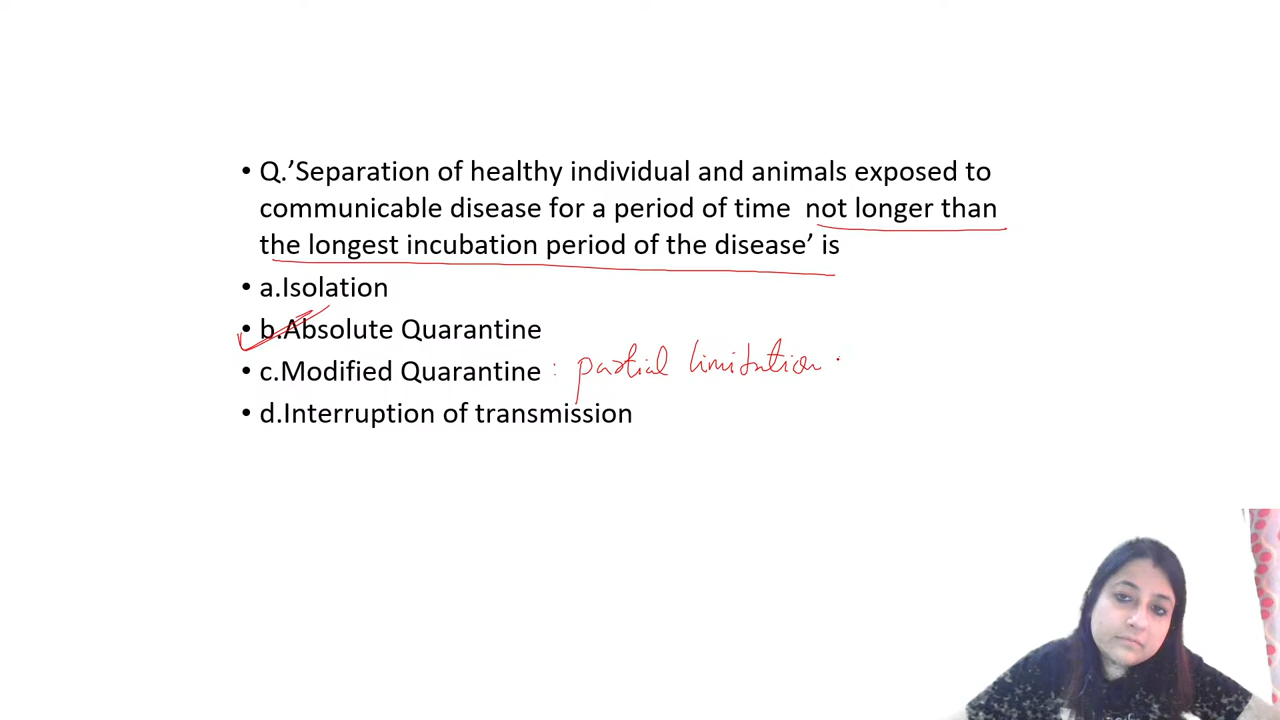 • Q.’Separation of healthy individual and animals exposed to
communicable disease for a period of time not longer than
the longest incubation period of the disease’ is
• a.Isolation
• b.Absolute Quarantine
• c.Modified Quarantine : partial limitation.
• d.Interruption of transmission